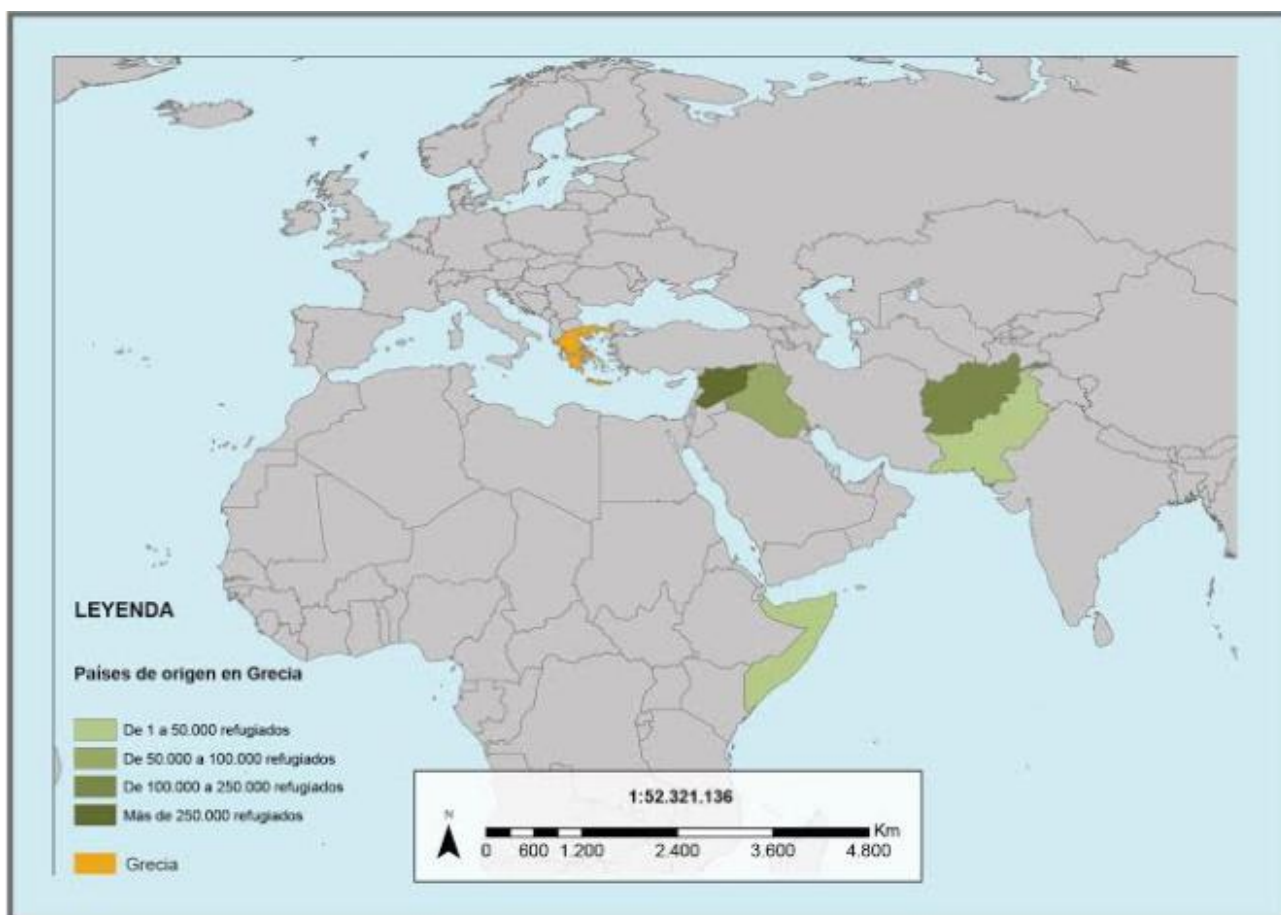 LEYENDA
Países de origen en Grecia
De 1 a 50.000 refugiados
De 50.000 a 100.000 refugiados
De 100.000 a 250.000 refugiados
Más de 250.000 refugiados
Grecia
1:52.321.136
N
Km
0 600 1.200 2.400 3.600 4.800